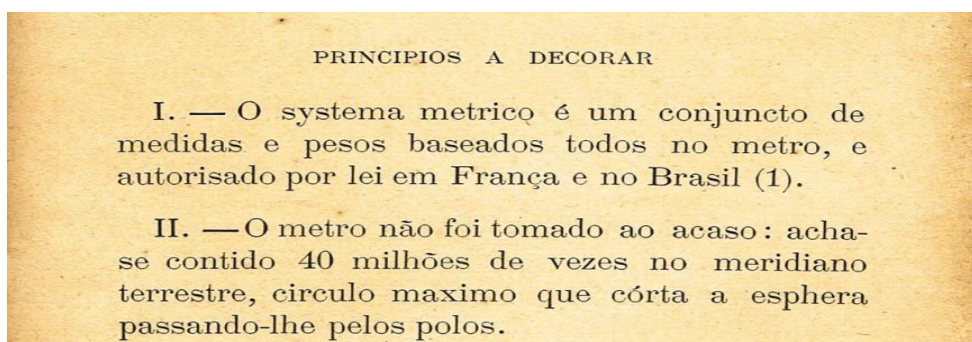 PRINCIPIOS A DECORAR
I. — O systema metrico é um conjuncto de
medidas e pesos baseados todos no metro, e
autorisado por lei em França e no Brasil (1).
II. — O metro não foi tomado ao acaso : acha-
se contido 40 milhões de vezes no meridiano
terrestre, circulo maximo que córta a esphera
passando-lhe pelos polos.